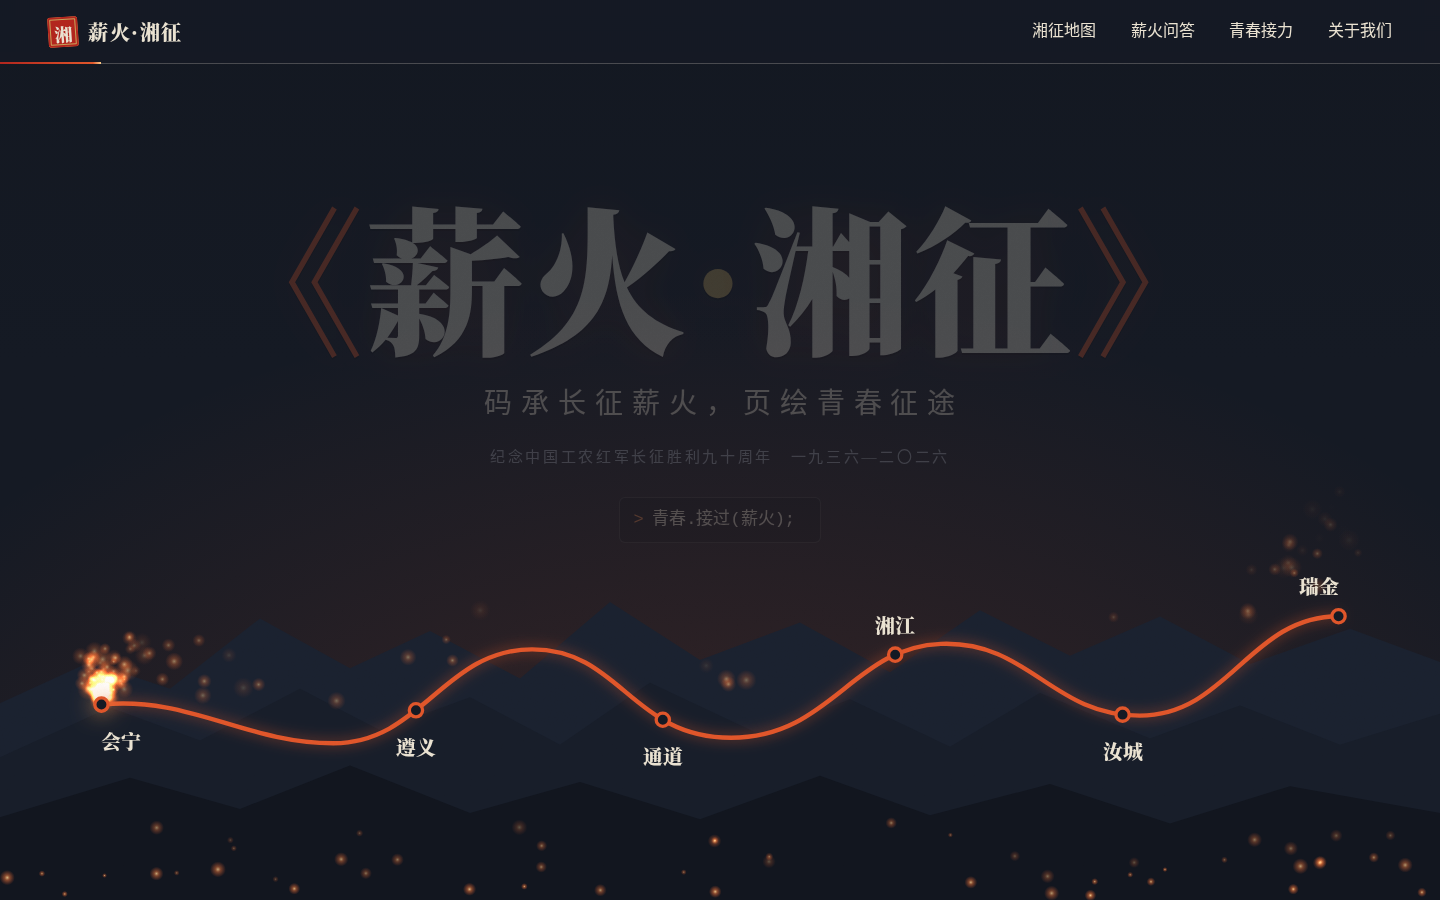 湘 薪火·湘征
湘征地图 薪火问答 青春接力 关于我们
《薪火·湘征》
码承长征薪火，页绘青春征途
纪念中国工农红军长征胜利九十周年 一九三六—二〇二六
> 青春.接过(薪火);
瑞金
湘江
会宁
遵义
通道
汝城